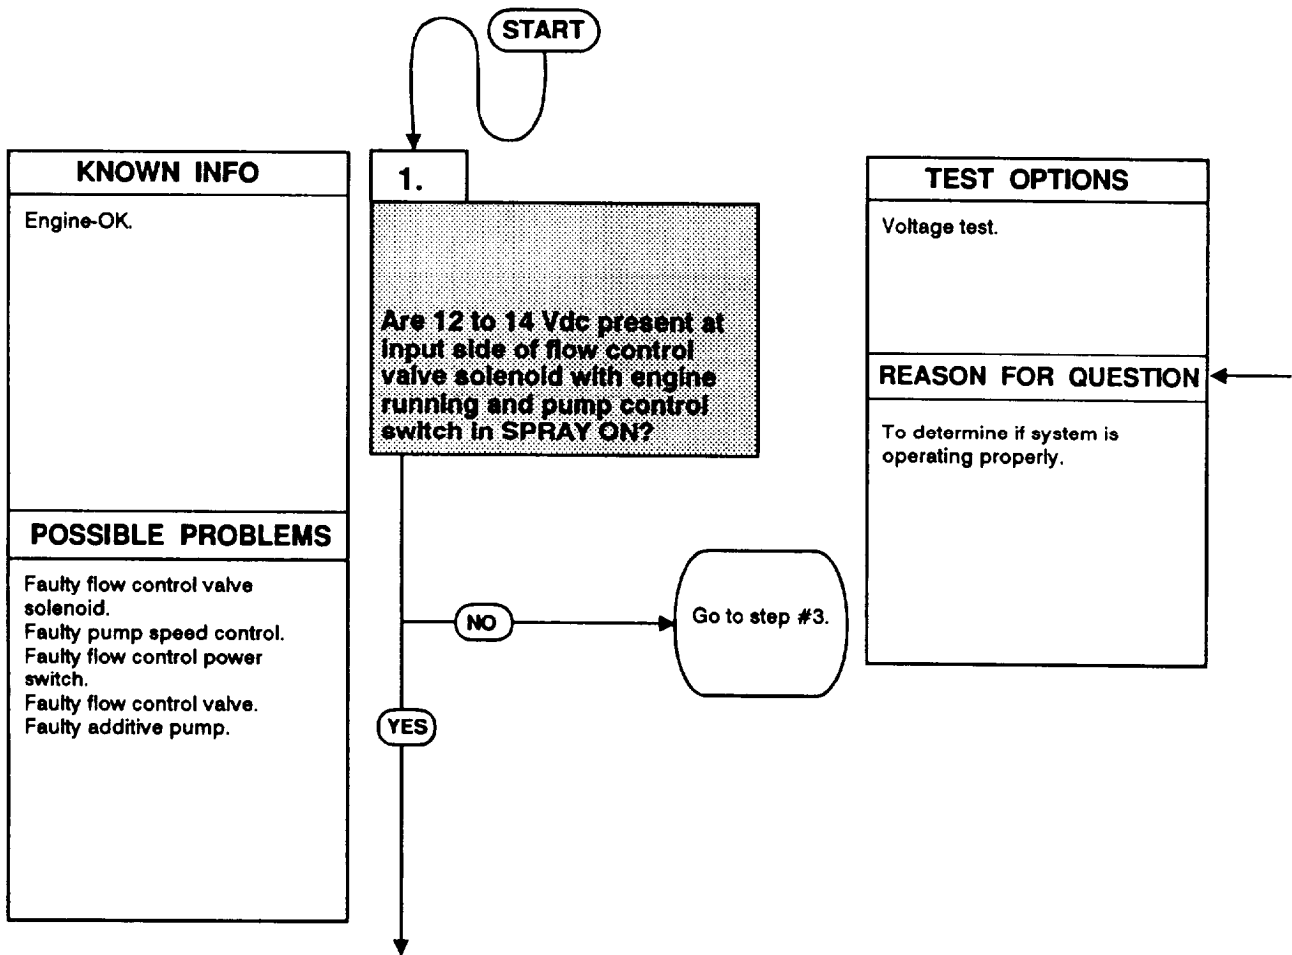 START
KNOWN INFO
Engine-OK.
POSSIBLE PROBLEMS
Faulty flow control valve
solenoid.
Faulty pump speed control.
Faulty flow control power
switch.
Faulty flow control valve.
Faulty additive pump.
1.
Are 12 to 14 Vdc present at
input side of flow control
valve solenoid with engine
running and pump control
switch in SPRAY ON?
NO
Go to step #3.
YES
TEST OPTIONS
Voltage test.
REASON FOR QUESTION
To determine if system is
operating properly.